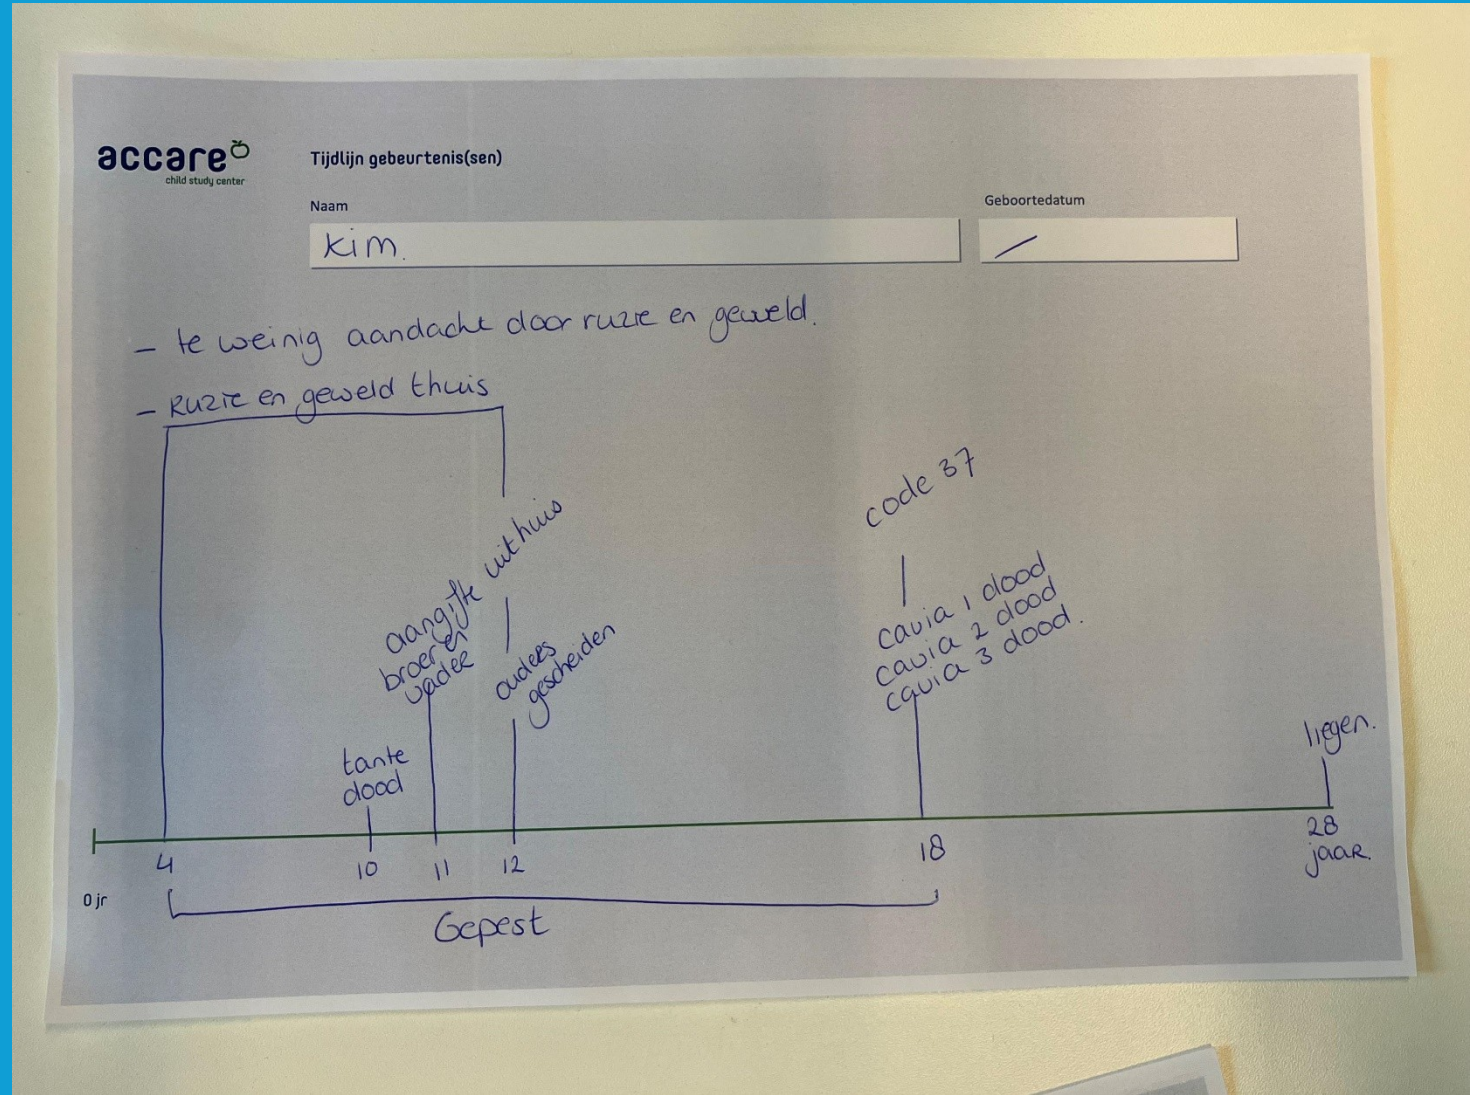 accare
child study center
Tijdlijn gebeurtenis(sen)
Naam
Geboortedatum
Kim.
- te weinig aandacht door ruzie en geweld.
- Ruzie en geweld thuis
code 37
uit huis
aangifte
broer en
vader
ouders
gescheiden
cavia 1 dood
cavia 2 dood
cavia 3 dood.
tante
dood
liegen.
4
10
11
12
18
28
jaar.
0 jr
Gepest